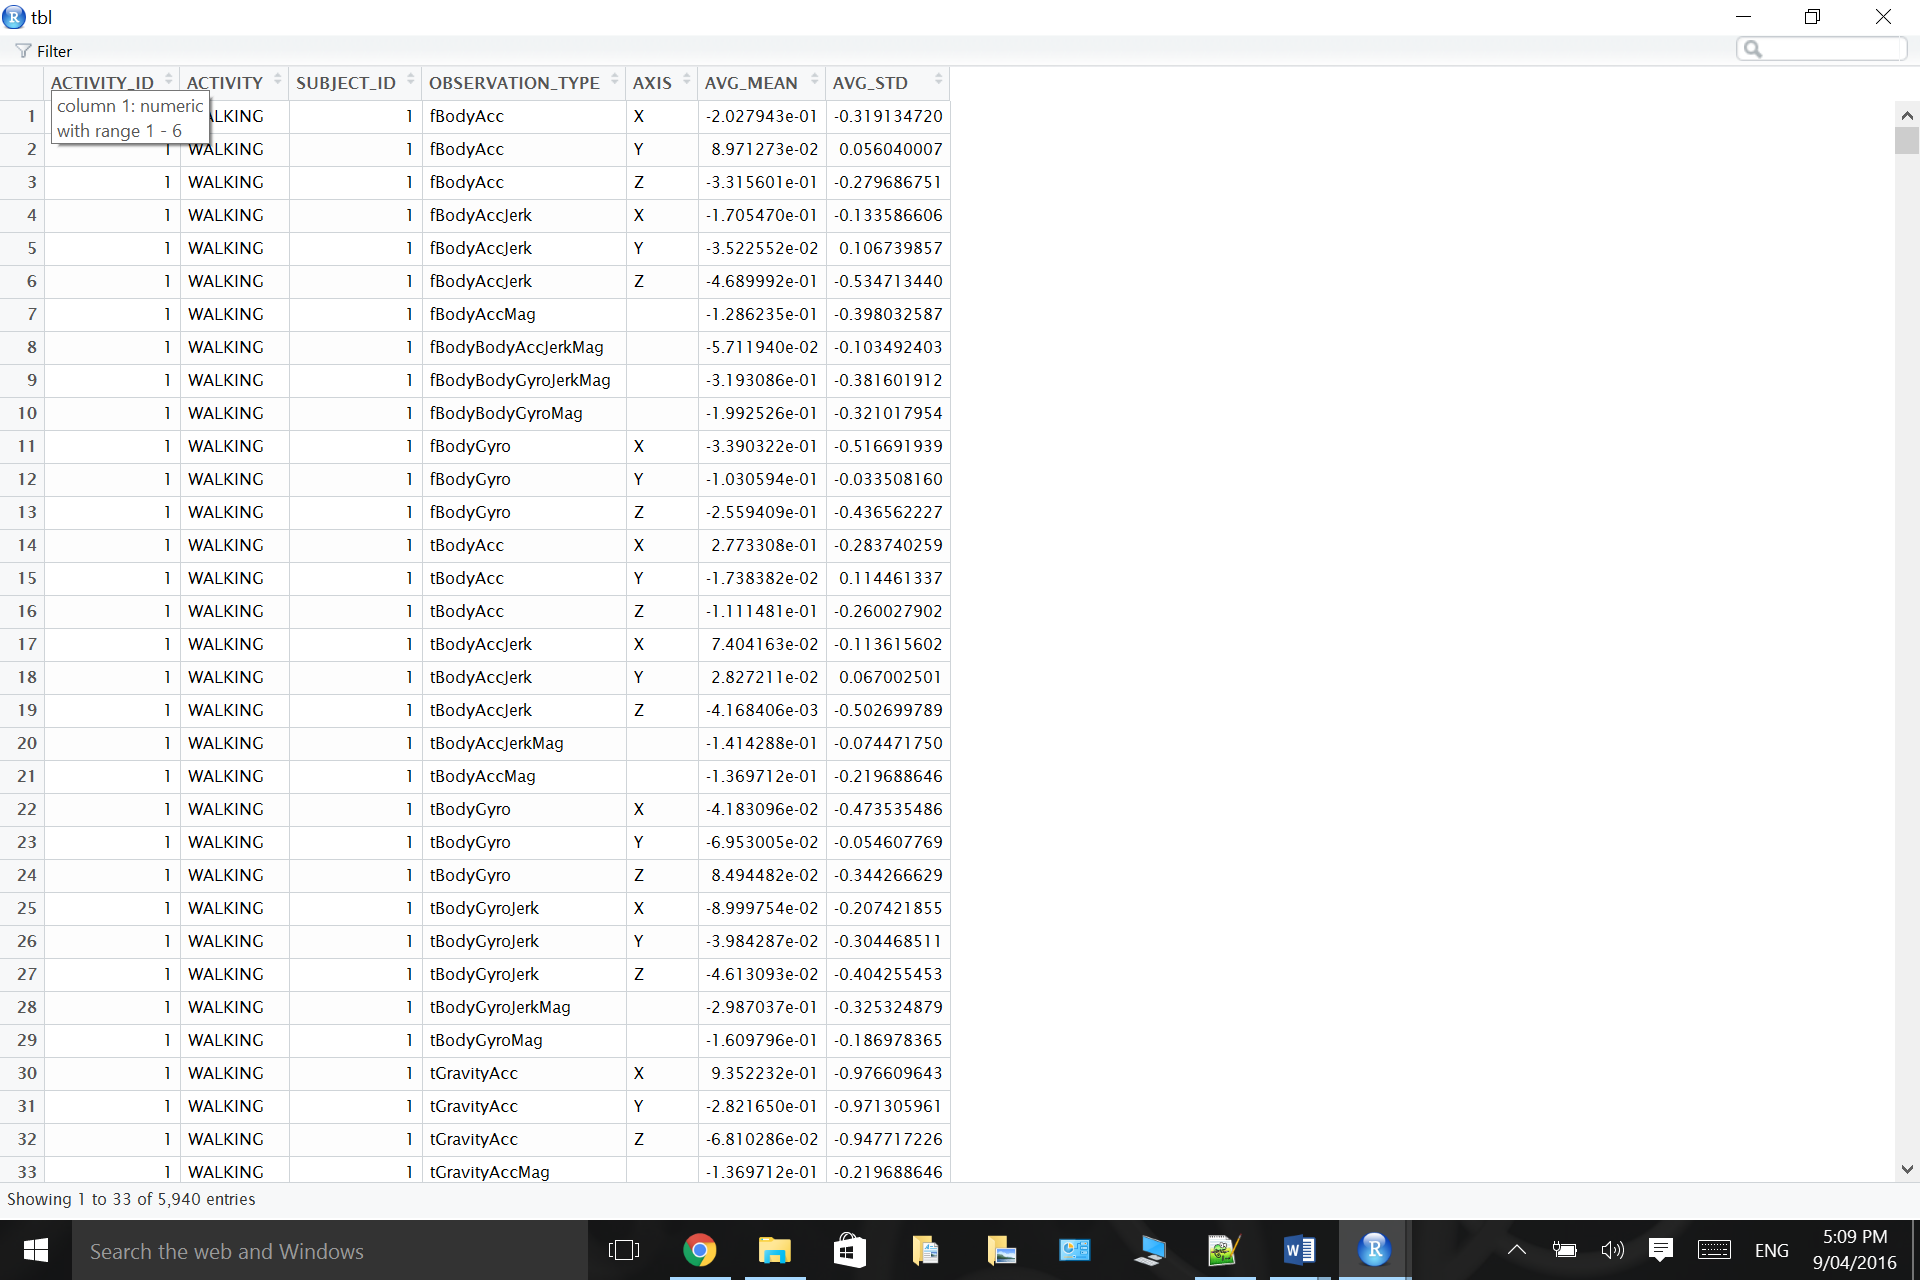 tbl
Filter
ACTIVITY_ID ACTIVITY SUBJECT_ID OBSERVATION_TYPE AXIS AVG_MEAN AVG_STD
column 1: numeric
with range 1 - 6
1 ALKING 1 fBodyAcc X -2.027943e-01 -0.319134720
2 1 WALKING 1 fBodyAcc Y 8.971273e-02 0.056040007
3 1 WALKING 1 fBodyAcc Z -3.315601e-01 -0.279686751
4 1 WALKING 1 fBodyAccJerk X -1.705470e-01 -0.133586606
5 1 WALKING 1 fBodyAccJerk Y -3.522552e-02 0.106739857
6 1 WALKING 1 fBodyAccJerk Z -4.689992e-01 -0.534713440
7 1 WALKING 1 fBodyAccMag -1.286235e-01 -0.398032587
8 1 WALKING 1 fBodyBodyAccJerkMag -5.711940e-02 -0.103492403
9 1 WALKING 1 fBodyBodyGyroJerkMag -3.193086e-01 -0.381601912
10 1 WALKING 1 fBodyBodyGyroMag -1.992526e-01 -0.321017954
11 1 WALKING 1 fBodyGyro X -3.390322e-01 -0.516691939
12 1 WALKING 1 fBodyGyro Y -1.030594e-01 -0.033508160
13 1 WALKING 1 fBodyGyro Z -2.559409e-01 -0.436562227
14 1 WALKING 1 tBodyAcc X 2.773308e-01 -0.283740259
15 1 WALKING 1 tBodyAcc Y -1.738382e-02 0.114461337
16 1 WALKING 1 tBodyAcc Z -1.111481e-01 -0.260027902
17 1 WALKING 1 tBodyAccJerk X 7.404163e-02 -0.113615602
18 1 WALKING 1 tBodyAccJerk Y 2.827211e-02 0.067002501
19 1 WALKING 1 tBodyAccJerk Z -4.168406e-03 -0.502699789
20 1 WALKING 1 tBodyAccJerkMag -1.414288e-01 -0.074471750
21 1 WALKING 1 tBodyAccMag -1.369712e-01 -0.219688646
22 1 WALKING 1 tBodyGyro X -4.183096e-02 -0.473535486
23 1 WALKING 1 tBodyGyro Y -6.953005e-02 -0.054607769
24 1 WALKING 1 tBodyGyro Z 8.494482e-02 -0.344266629
25 1 WALKING 1 tBodyGyroJerk X -8.999754e-02 -0.207421855
26 1 WALKING 1 tBodyGyroJerk Y -3.984287e-02 -0.304468511
27 1 WALKING 1 tBodyGyroJerk Z -4.613093e-02 -0.404255453
28 1 WALKING 1 tBodyGyroJerkMag -2.987037e-01 -0.325324879
29 1 WALKING 1 tBodyGyroMag -1.609796e-01 -0.186978365
30 1 WALKING 1 tGravityAcc X 9.352232e-01 -0.976609643
31 1 WALKING 1 tGravityAcc Y -2.821650e-01 -0.971305961
32 1 WALKING 1 tGravityAcc Z -6.810286e-02 -0.947717226
33 1 WALKING 1 tGravityAccMag -1.369712e-01 -0.219688646
Showing 1 to 33 of 5,940 entries
Search the web and Windows
ENG
5:09 PM
9/04/2016